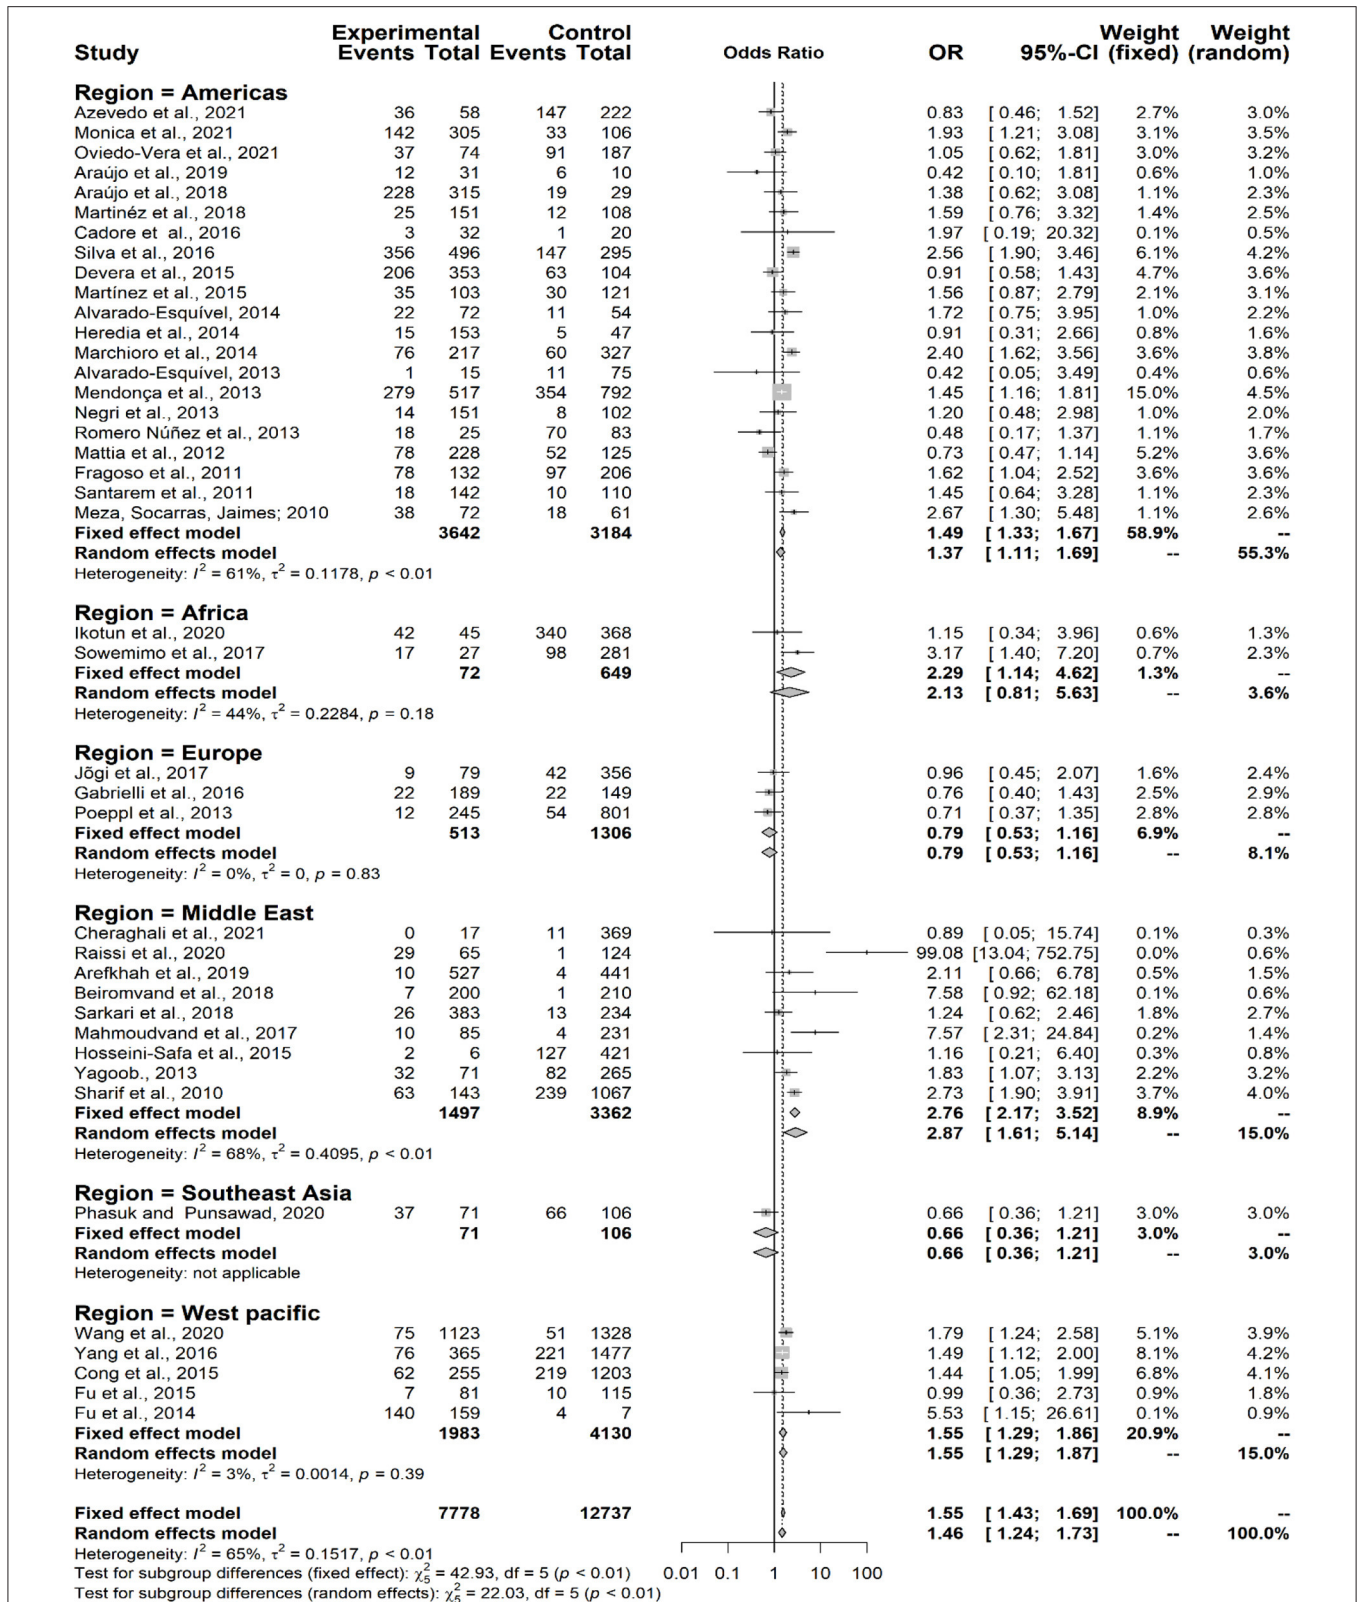 Experimental Control Weight Weight
Study Events Total Events Total Odds Ratio OR 95%-CI (fixed) (random)
Region = Americas
Azevedo et al., 2021 36 58 147 222 0.83 [ 0.46; 1.52] 2.7% 3.0%
Monica et al., 2021 142 305 33 106 1.93 [ 1.21; 3.08] 3.1% 3.5%
Oviedo-Vera et al., 2021 37 74 91 187 1.05 [ 0.62; 1.81] 3.0% 3.2%
Araújo et al., 2019 12 31 6 10 0.42 [ 0.10; 1.81] 0.6% 1.0%
Araújo et al., 2018 228 315 19 29 1.38 [ 0.62; 3.08] 1.1% 2.3%
Martinéz et al., 2018 25 151 12 108 1.59 [ 0.76; 3.32] 1.4% 2.5%
Cadore et al., 2016 3 32 1 20 1.97 [ 0.19; 20.32] 0.1% 0.5%
Silva et al., 2016 356 496 147 295 2.56 [ 1.90; 3.46] 6.1% 4.2%
Devera et al., 2015 206 353 63 104 0.91 [ 0.58; 1.43] 4.7% 3.6%
Martínez et al., 2015 35 103 30 121 1.56 [ 0.87; 2.79] 2.1% 3.1%
Alvarado-Esquível, 2014 22 72 11 54 1.72 [ 0.75; 3.95] 1.0% 2.2%
Heredia et al., 2014 15 153 5 47 0.91 [ 0.31; 2.66] 0.8% 1.6%
Marchioro et al., 2014 76 217 60 327 2.40 [ 1.62; 3.56] 3.6% 3.8%
Alvarado-Esquível, 2013 1 15 11 75 0.42 [ 0.05; 3.49] 0.4% 0.6%
Mendonça et al., 2013 279 517 354 792 1.45 [ 1.16; 1.81] 15.0% 4.5%
Negri et al., 2013 14 151 8 102 1.20 [ 0.48; 2.98] 1.0% 2.0%
Romero Núñez et al., 2013 18 25 70 83 0.48 [ 0.17; 1.37] 1.1% 1.7%
Mattia et al., 2012 78 228 52 125 0.73 [ 0.47; 1.14] 5.2% 3.6%
Fragoso et al., 2011 78 132 97 206 1.62 [ 1.04; 2.52] 3.6% 3.6%
Santarem et al., 2011 18 142 10 110 1.45 [ 0.64; 3.28] 1.1% 2.3%
Meza, Socarras, Jaimes; 2010 38 72 18 61 2.67 [ 1.30; 5.48] 1.1% 2.6%
Fixed effect model 3642 3184 1.49 [ 1.33; 1.67] 58.9% --
Random effects model 1.37 [ 1.11; 1.69] -- 55.3%
Heterogeneity: I² = 61%, τ² = 0.1178, p < 0.01
Region = Africa
Ikotun et al., 2020 42 45 340 368 1.15 [ 0.34; 3.96] 0.6% 1.3%
Sowemimo et al., 2017 17 27 98 281 3.17 [ 1.40; 7.20] 0.7% 2.3%
Fixed effect model 72 649 2.29 [ 1.14; 4.62] 1.3% --
Random effects model 2.13 [ 0.81; 5.63] -- 3.6%
Heterogeneity: I² = 44%, τ² = 0.2284, p = 0.18
Region = Europe
Jõgi et al., 2017 9 79 42 356 0.96 [ 0.45; 2.07] 1.6% 2.4%
Gabrielli et al., 2016 22 189 22 149 0.76 [ 0.40; 1.43] 2.5% 2.9%
Poeppl et al., 2013 12 245 54 801 0.71 [ 0.37; 1.35] 2.8% 2.8%
Fixed effect model 513 1306 0.79 [ 0.53; 1.16] 6.9% --
Random effects model 0.79 [ 0.53; 1.16] -- 8.1%
Heterogeneity: I² = 0%, τ² = 0, p = 0.83
Region = Middle East
Cheraghali et al., 2021 0 17 11 369 0.89 [ 0.05; 15.74] 0.1% 0.3%
Raissi et al., 2020 29 65 1 124 99.08 [13.04; 752.75] 0.0% 0.6%
Arefkhah et al., 2019 10 527 4 441 2.11 [ 0.66; 6.78] 0.5% 1.5%
Beiromvand et al., 2018 7 200 1 210 7.58 [ 0.92; 62.18] 0.1% 0.6%
Sarkari et al., 2018 26 383 13 234 1.24 [ 0.62; 2.46] 1.8% 2.7%
Mahmoudvand et al., 2017 10 85 4 231 7.57 [ 2.31; 24.84] 0.2% 1.4%
Hosseini-Safa et al., 2015 2 6 127 421 1.16 [ 0.21; 6.40] 0.3% 0.8%
Yagoob., 2013 32 71 82 265 1.83 [ 1.07; 3.13] 2.2% 3.2%
Sharif et al., 2010 63 143 239 1067 2.73 [ 1.90; 3.91] 3.7% 4.0%
Fixed effect model 1497 3362 2.76 [ 2.17; 3.52] 8.9% --
Random effects model 2.87 [ 1.61; 5.14] -- 15.0%
Heterogeneity: I² = 68%, τ² = 0.4095, p < 0.01
Region = Southeast Asia
Phasuk and Punsawad, 2020 37 71 66 106 0.66 [ 0.36; 1.21] 3.0% 3.0%
Fixed effect model 71 106 0.66 [ 0.36; 1.21] 3.0% --
Random effects model 0.66 [ 0.36; 1.21] -- 3.0%
Heterogeneity: not applicable
Region = West pacific
Wang et al., 2020 75 1123 51 1328 1.79 [ 1.24; 2.58] 5.1% 3.9%
Yang et al., 2016 76 365 221 1477 1.49 [ 1.12; 2.00] 8.1% 4.2%
Cong et al., 2015 62 255 219 1203 1.44 [ 1.05; 1.99] 6.8% 4.1%
Fu et al., 2015 7 81 10 115 0.99 [ 0.36; 2.73] 0.9% 1.8%
Fu et al., 2014 140 159 4 7 5.53 [ 1.15; 26.61] 0.1% 0.9%
Fixed effect model 1983 4130 1.55 [ 1.29; 1.86] 20.9% --
Random effects model 1.55 [ 1.29; 1.87] -- 15.0%
Heterogeneity: I² = 3%, τ² = 0.0014, p = 0.39
Fixed effect model 7778 12737 1.55 [ 1.43; 1.69] 100.0% --
Random effects model 1.46 [ 1.24; 1.73] -- 100.0%
Heterogeneity: I² = 65%, τ² = 0.1517, p < 0.01
Test for subgroup differences (fixed effect): χ²₅ = 42.93, df = 5 (p < 0.01) 0.01 0.1 1 10 100
Test for subgroup differences (random effects): χ²₅ = 22.03, df = 5 (p < 0.01)